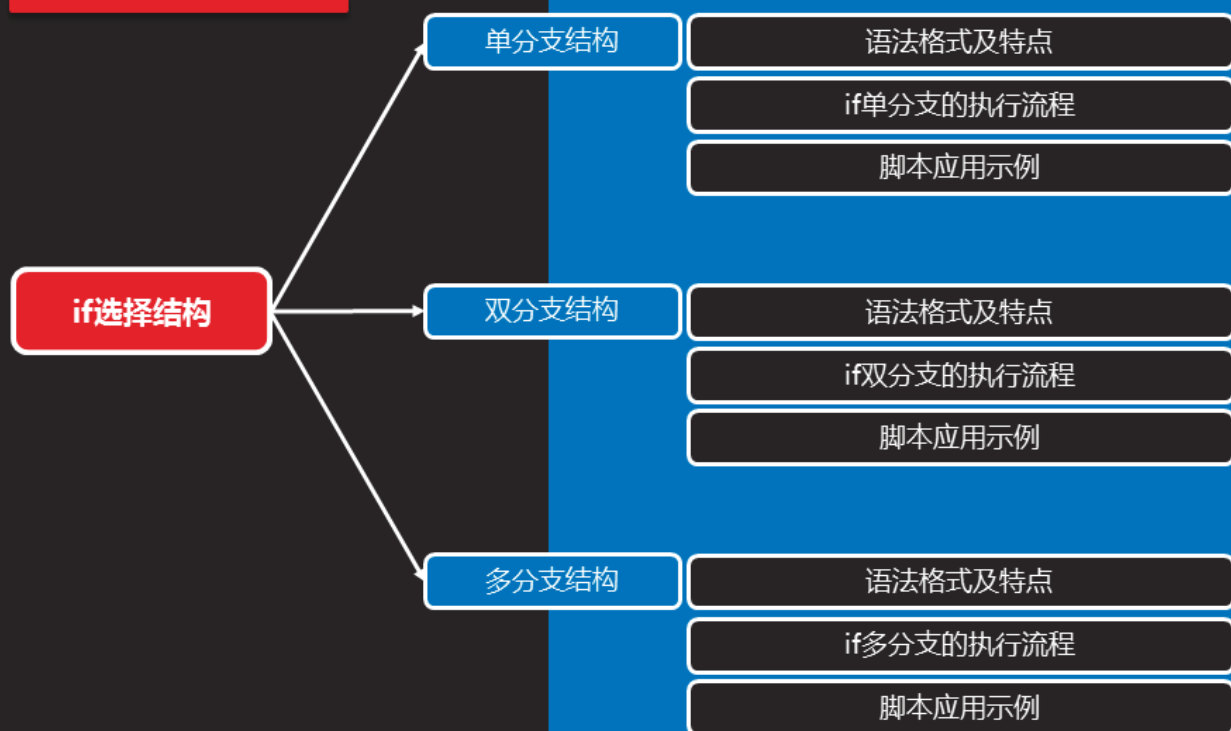 if选择结构
单分支结构
语法格式及特点
if单分支的执行流程
脚本应用示例
双分支结构
语法格式及特点
if双分支的执行流程
脚本应用示例
多分支结构
语法格式及特点
if多分支的执行流程
脚本应用示例